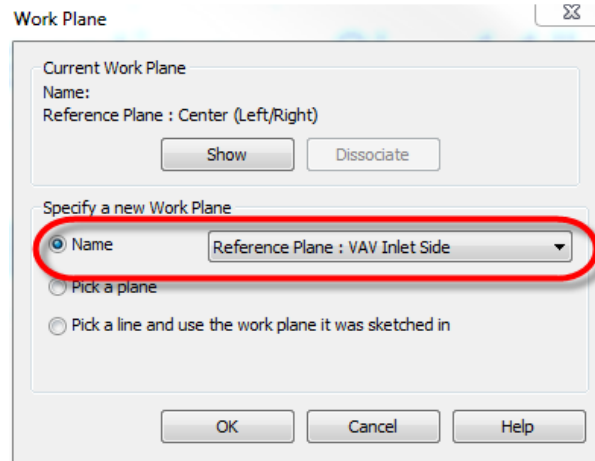 Work Plane
Current Work Plane
Name:
Reference Plane : Center (Left/Right)
Show Dissociate
Specify a new Work Plane
Name Reference Plane : VAV Inlet Side
Pick a plane
Pick a line and use the work plane it was sketched in
OK Cancel Help